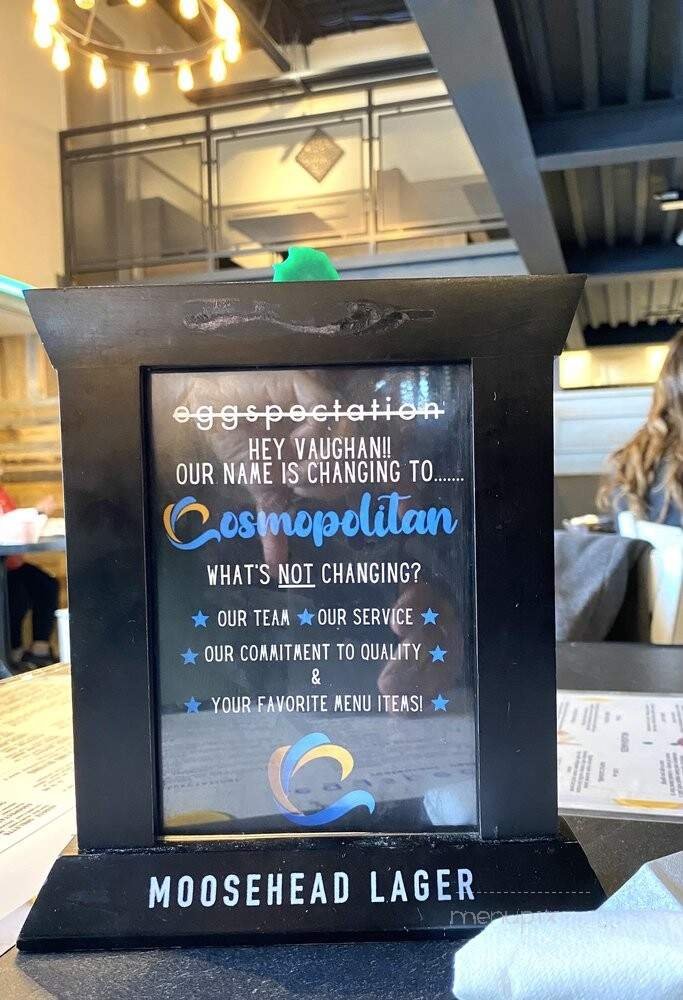 eggspectation
HEY VAUGHAN!!
OUR NAME IS CHANGING TO.......
Cosmopolitan
WHAT'S NOT CHANGING?
★ OUR TEAM ★ OUR SERVICE ★
★ OUR COMMITMENT TO QUALITY ★
&
★ YOUR FAVORITE MENU ITEMS! ★
MOOSEHEAD LAGER